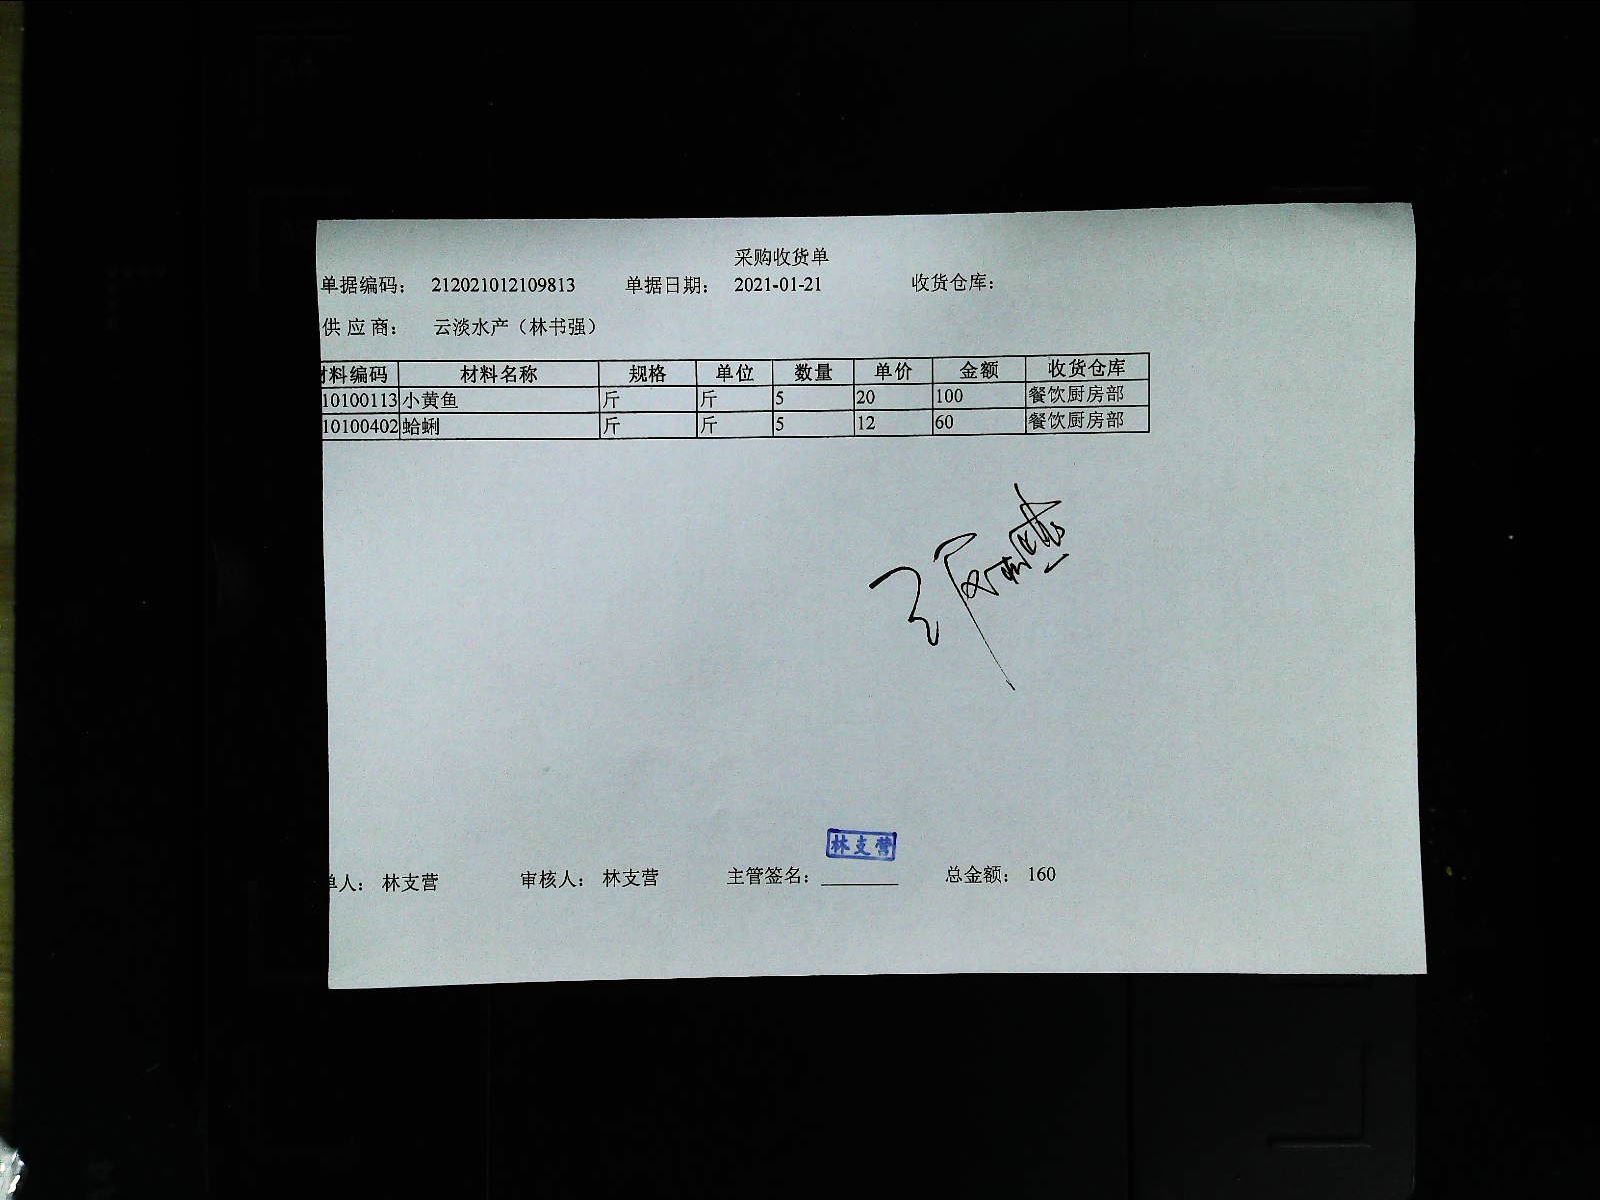 采购收货单
单据编码: 212021012109813 单据日期: 2021-01-21 收货仓库:
供 应 商: 云淡水产（林书强）
材料编码 材料名称 规格 单位 数量 单价 金额 收货仓库
10100113 小黄鱼 斤 斤 5 20 100 餐饮厨房部
10100402 蛤蜊 斤 斤 5 12 60 餐饮厨房部
林支营
单人: 林支营 审核人: 林支营 主管签名: 总金额: 160